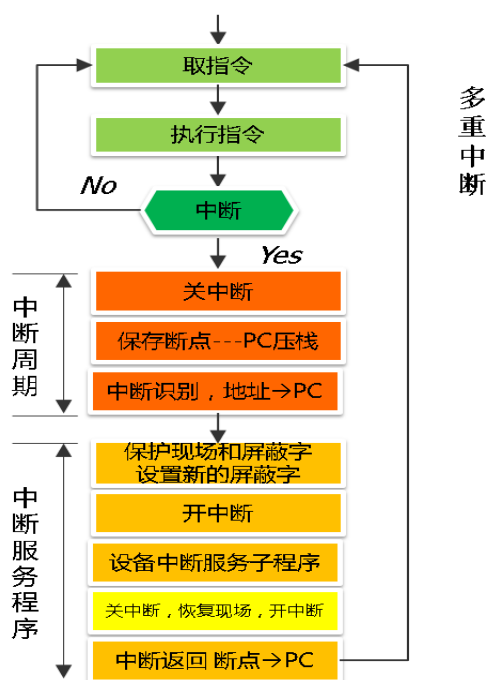 取指令
执行指令
No
中断
Yes
关中断
保存断点---PC压栈
中断识别，地址→PC
中断周期
保护现场和屏蔽字
设置新的屏蔽字
开中断
设备中断服务子程序
关中断，恢复现场，开中断
中断返回 断点→PC
中断服务程序
多重中断